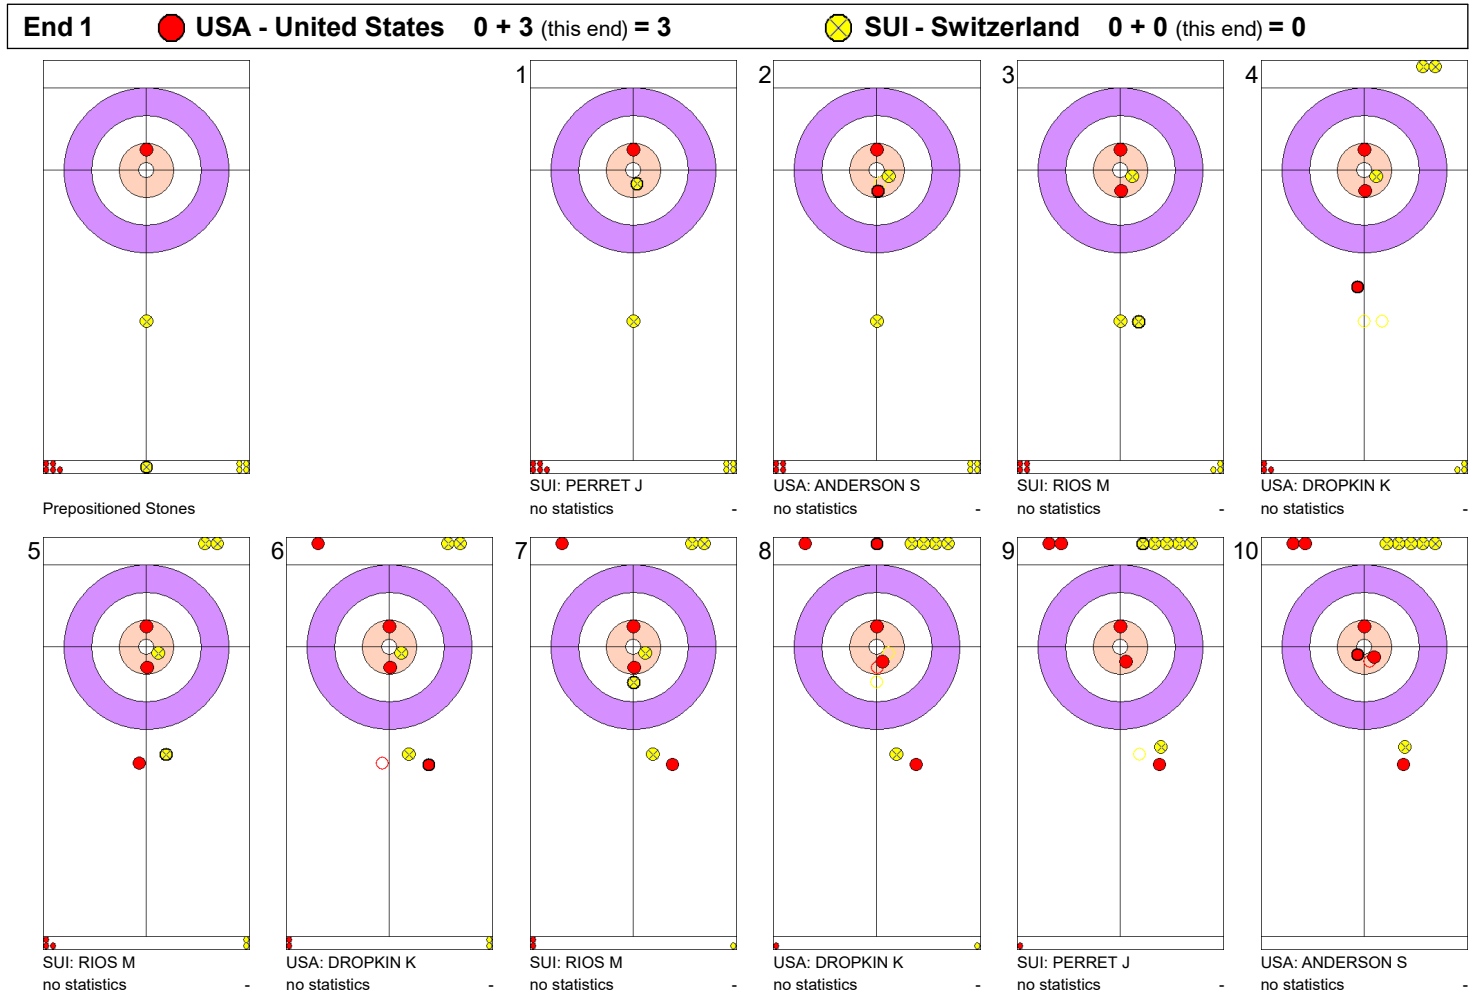 End 1 USA - United States 0 + 3 (this end) = 3 SUI - Switzerland 0 + 0 (this end) = 0
1 2 3 4
SUI: PERRET J USA: ANDERSON S SUI: RIOS M USA: DROPKIN K
Prepositioned Stones no statistics - no statistics - no statistics - no statistics -
5 6 7 8 9 10
SUI: RIOS M USA: DROPKIN K SUI: RIOS M USA: DROPKIN K SUI: PERRET J USA: ANDERSON S
no statistics - no statistics - no statistics - no statistics - no statistics - no statistics -